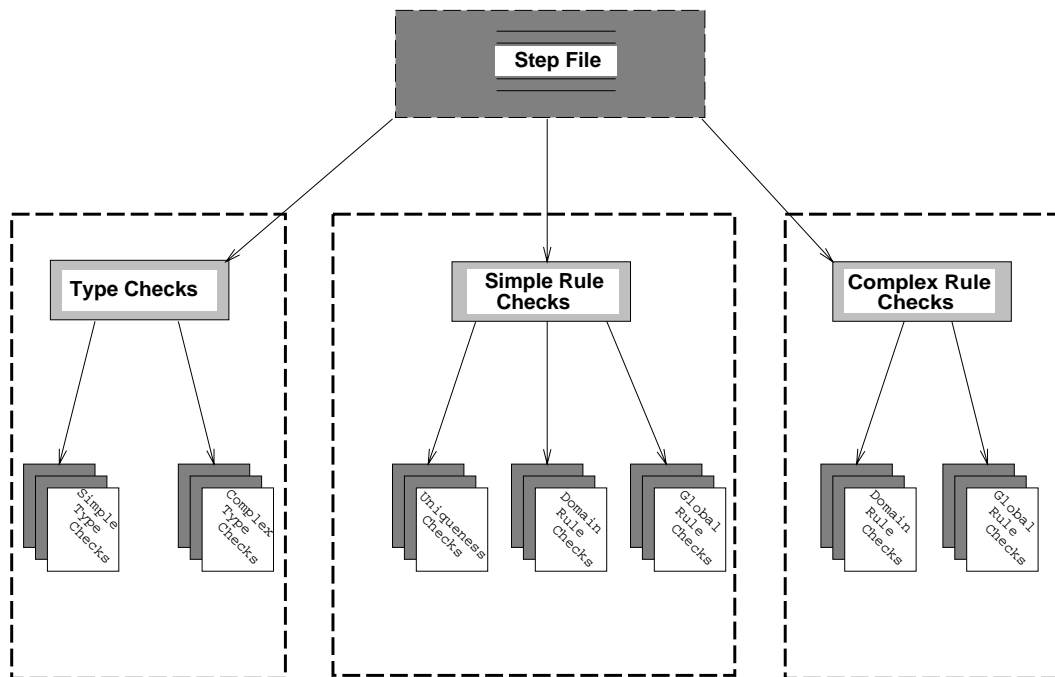 Step File
Type Checks
Simple Rule
Checks
Complex Rule
Checks
Simple
Type
Checks
Complex
Type
Checks
Uniqueness
Checks
Domain
Rule
Checks
Global
Rule
Checks
Domain
Rule
Checks
Global
Rule
Checks